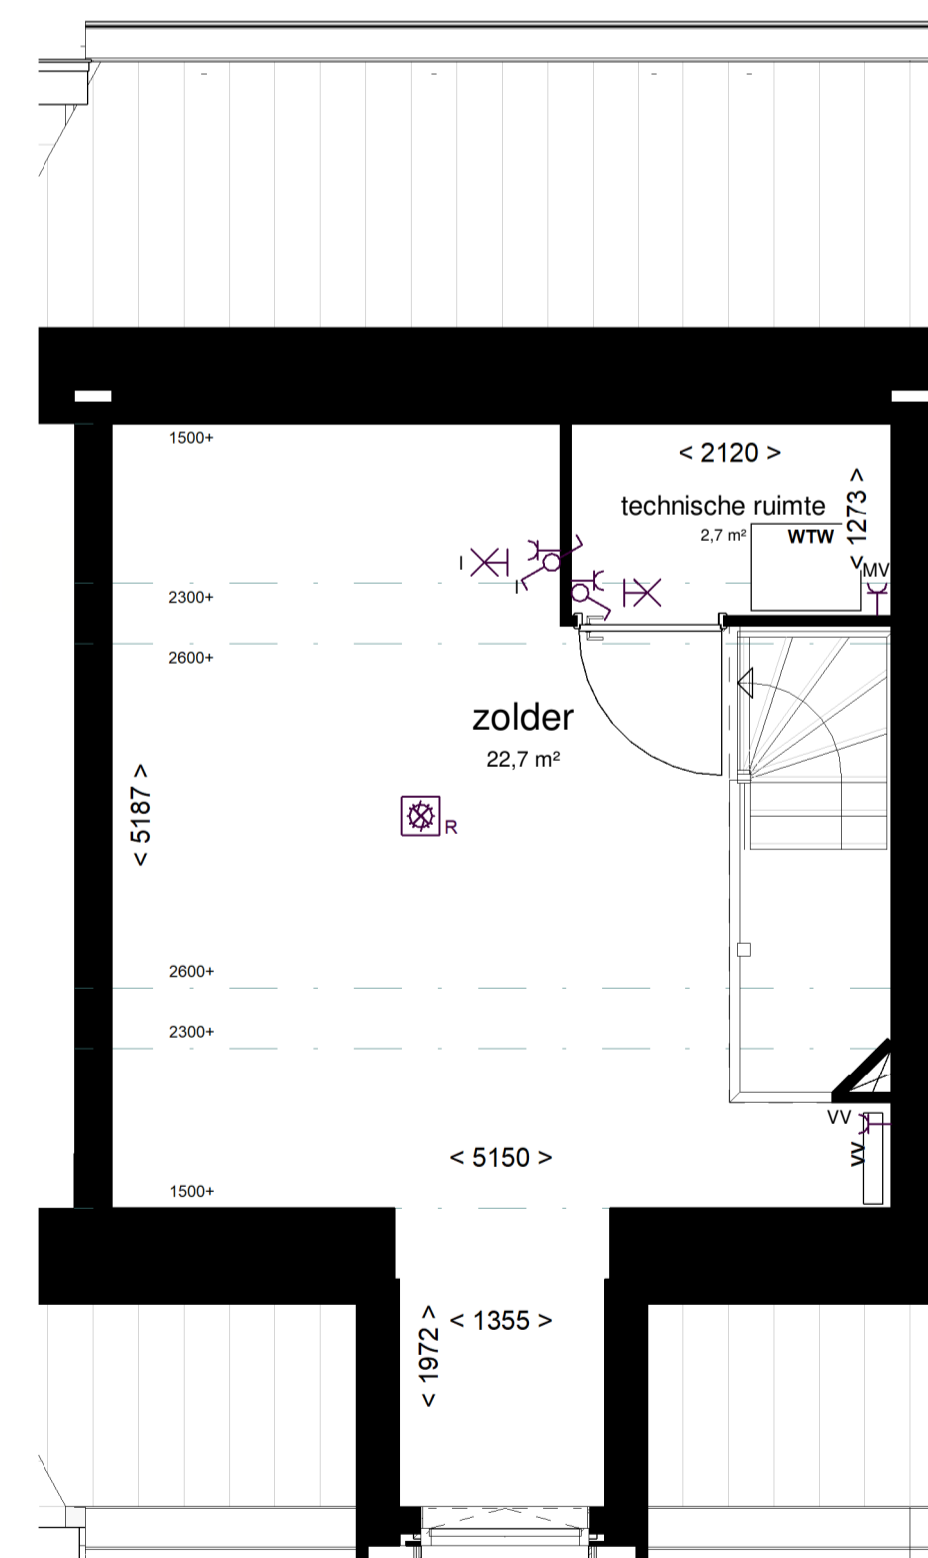 1500+
< 2120 >
technische ruimte
2,7 m²
WTW
< 1273 >
MV
I
I
2300+
2600+
zolder
22,7 m²
< 5187 >
R
2600+
2300+
VV
VV
< 5150 >
1500+
< 1355 >
< 1972 >